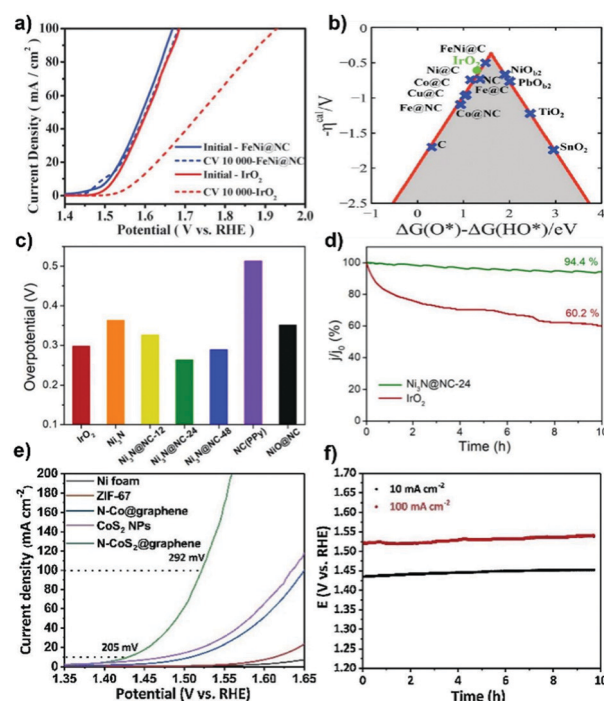 a)
Current Density ( mA / cm² )
100
80
60
40
20
0
Initial - FeNi@NC
CV 10 000-FeNi@NC
Initial - IrO₂
CV 10 000-IrO₂
1.4 1.5 1.6 1.7 1.8 1.9 2.0
Potential ( V vs. RHE )
b)
-η^cal/V
0.0
-0.5
-1.0
-1.5
-2.0
-2.5
FeNi@C
IrO₂
Ni@C
NC
Co@C
Fe@C
Cu@C
Fe@NC
Co@NC
NiO₁.₂
PbO₁.₂
TiO₂
C
SnO₂
-1 0 1 2 3 4
ΔG(O*)-ΔG(HO*)/eV
c)
Overpotential (V)
0.5
0.4
0.3
0.2
0.1
IrO₂
Ni₃N
Ni₃N@NC-12
Ni₃N@NC-24
Ni₃N@NC-48
NC(PPy)
NiO@NC
d)
j/j₀ (%)
100
80
60
40
20
0
94.4 %
60.2 %
Ni₃N@NC-24
IrO₂
0 2 4 6 8 10
Time (h)
e)
Current density (mA cm⁻²)
200
180
160
140
120
100
80
60
40
20
0
Ni foam
ZIF-67
N-Co@graphene
CoS₂ NPs
N-CoS₂@graphene
292 mV
205 mV
1.35 1.40 1.45 1.50 1.55 1.60 1.65
Potential (V vs. RHE)
f)
E (V vs. RHE)
1.70
1.65
1.60
1.55
1.50
1.45
1.40
1.35
1.30
1.25
1.20
10 mA cm⁻²
100 mA cm⁻²
0 2 4 6 8 10
Time (h)